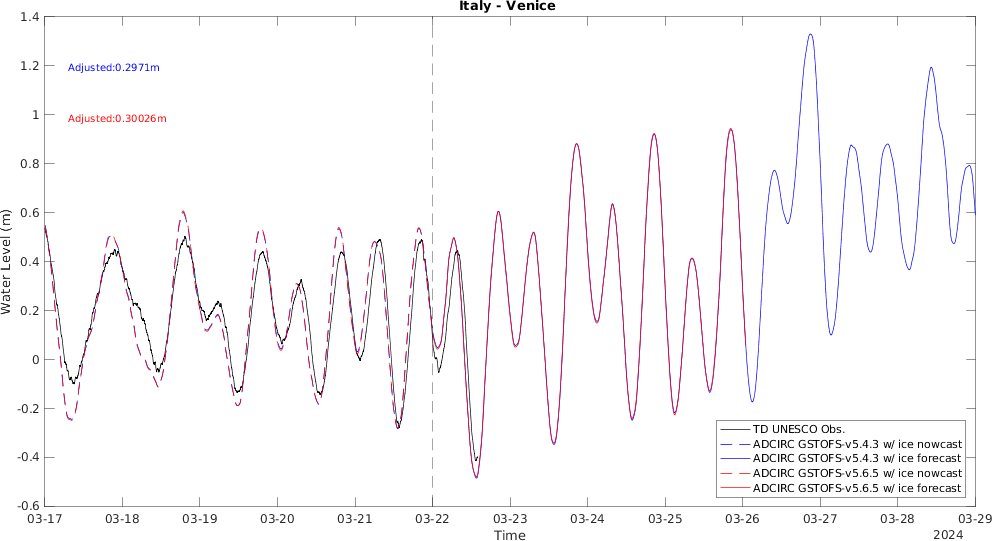 Italy - Venice
1.4
1.2
1
0.8
0.6
0.4
0.2
0
-0.2
-0.4
-0.6
Water Level (m)
Adjusted:0.2971m
Adjusted:0.30026m
TD UNESCO Obs.
ADCIRC GSTOFS-v5.4.3 w/ ice nowcast
ADCIRC GSTOFS-v5.4.3 w/ ice forecast
ADCIRC GSTOFS-v5.6.5 w/ ice nowcast
ADCIRC GSTOFS-v5.6.5 w/ ice forecast
03-17 03-18 03-19 03-20 03-21 03-22 03-23 03-24 03-25 03-26 03-27 03-28 03-29
Time
2024